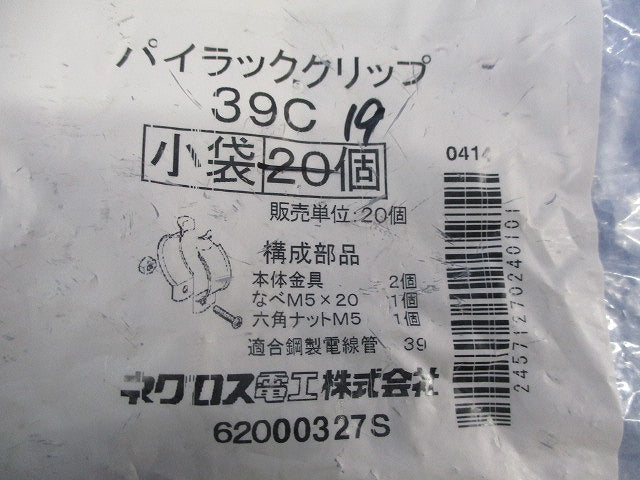 パイラッククリップ
39C 19
小袋 20個
0414
販売単位:20個
構成部品
本体金具 2個
なべM5×20 1個
六角ナットM5 1個
適合鋼製電線管 39
ネグロス電工株式会社
62000327S
2457127024010